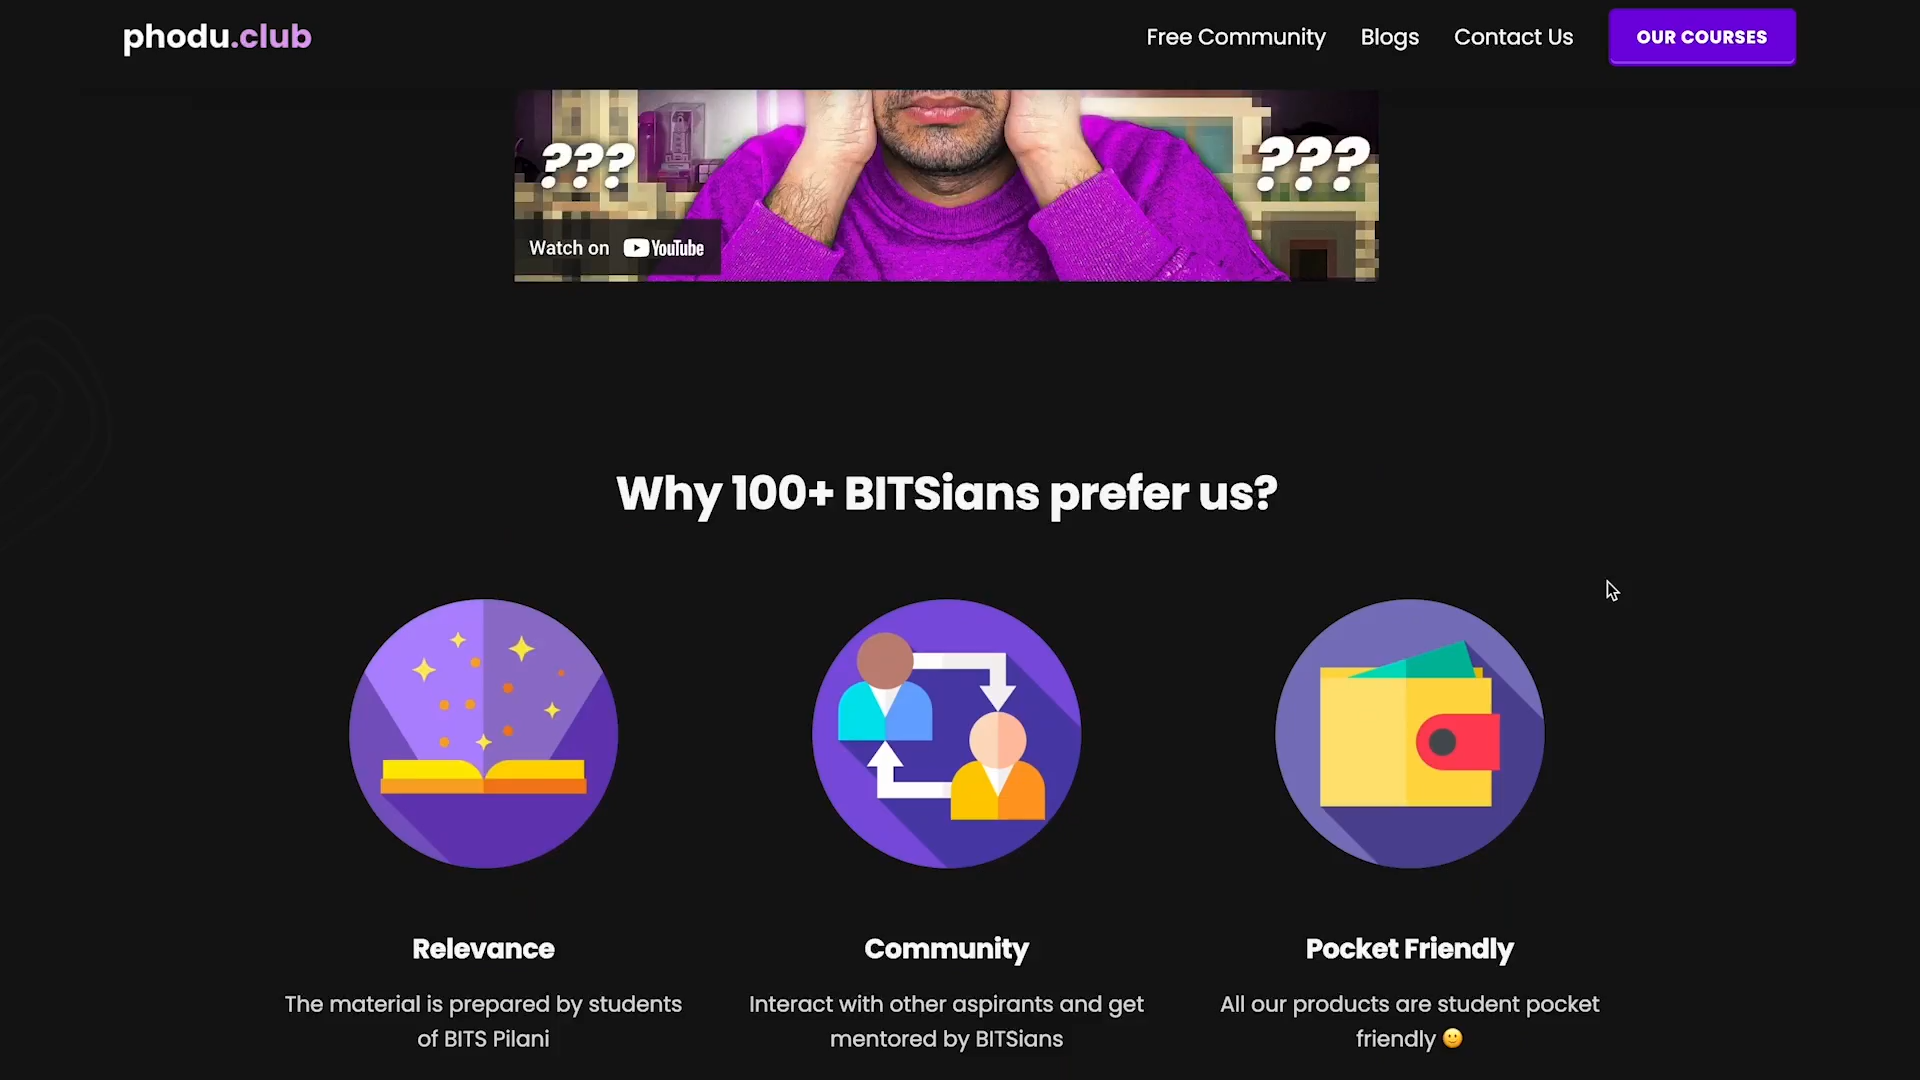 phodu.club
Free Community
Blogs
Contact Us
OUR COURSES
???
???
Watch on YouTube
Why 100+ BITSians prefer us?
Relevance
The material is prepared by students
of BITS Pilani
Community
Interact with other aspirants and get
mentored by BITSians
Pocket Friendly
All our products are student pocket
friendly 🙂